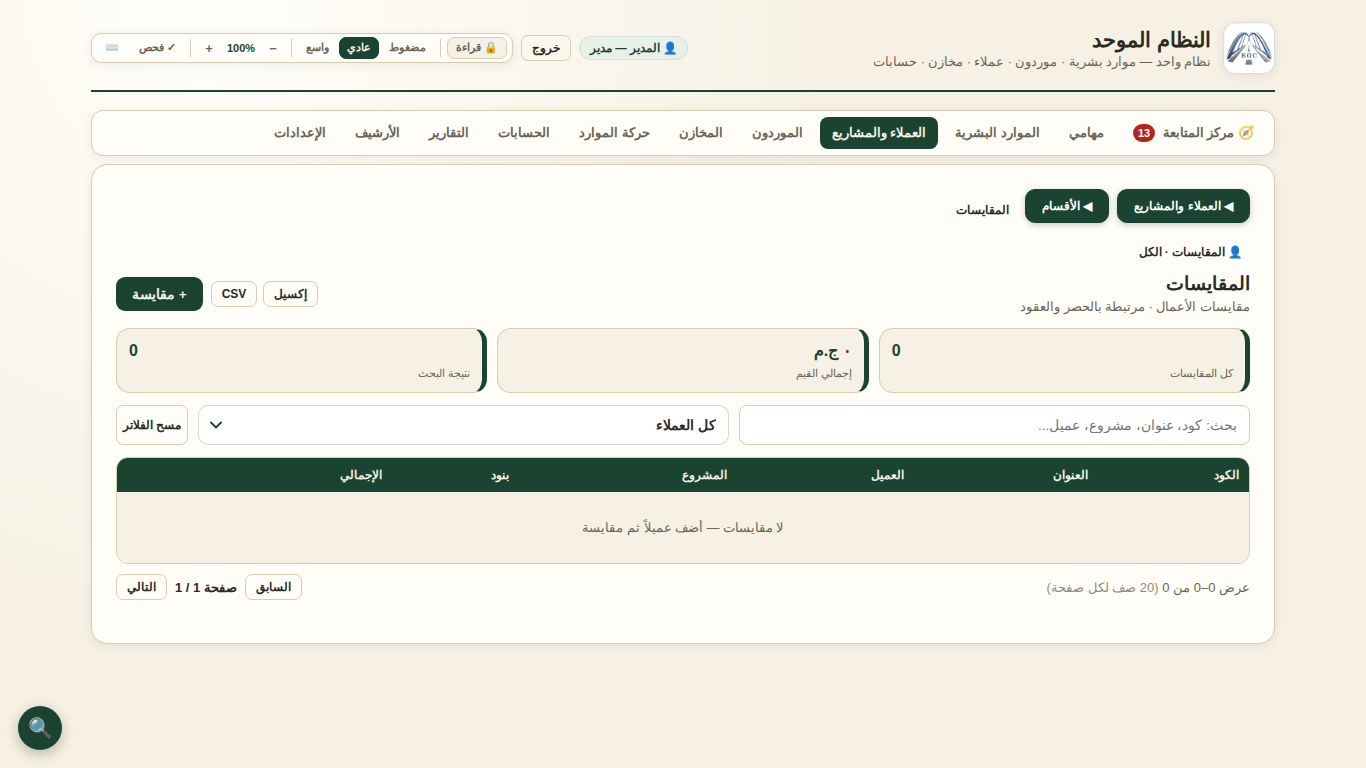 النظام الموحد
نظام واحد — موارد بشرية · موردون · عملاء · مخازن · حسابات
ROC
👤 المدير — مدير
خروج
🔒 قراءة
مضغوط
عادي
واسع
−
100%
+
✓ فحص
🧭 مركز المتابعة 13
مهامي
الموارد البشرية
العملاء والمشاريع
الموردون
المخازن
حركة الموارد
الحسابات
التقارير
الأرشيف
الإعدادات
◀ العملاء والمشاريع
◀ الأقسام
المقايسات
👤 المقايسات · الكل
المقايسات
مقايسات الأعمال · مرتبطة بالحصر والعقود
إكسيل
CSV
+ مقايسة
0
كل المقايسات
٠ ج.م
إجمالي القيم
0
نتيجة البحث
بحث: كود، عنوان، مشروع، عميل...
كل العملاء
مسح الفلاتر
الكود العنوان العميل المشروع بنود الإجمالي
لا مقايسات — أضف عميلاً ثم مقايسة
عرض 0–0 من 0 (20 صف لكل صفحة)
السابق
صفحة 1 / 1
التالي